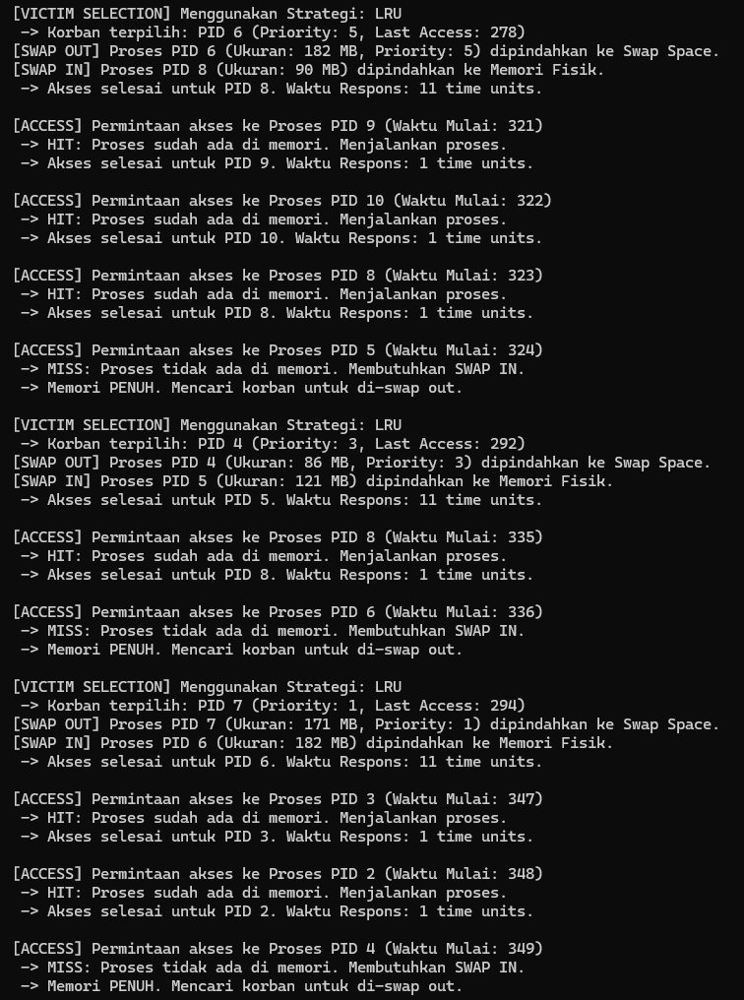 [VICTIM SELECTION] Menggunakan Strategi: LRU
-> Korban terpilih: PID 6 (Priority: 5, Last Access: 278)
[SWAP OUT] Proses PID 6 (Ukuran: 182 MB, Priority: 5) dipindahkan ke Swap Space.
[SWAP IN] Proses PID 8 (Ukuran: 90 MB) dipindahkan ke Memori Fisik.
-> Akses selesai untuk PID 8. Waktu Respons: 11 time units.
[ACCESS] Permintaan akses ke Proses PID 9 (Waktu Mulai: 321)
-> HIT: Proses sudah ada di memori. Menjalankan proses.
-> Akses selesai untuk PID 9. Waktu Respons: 1 time units.
[ACCESS] Permintaan akses ke Proses PID 10 (Waktu Mulai: 322)
-> HIT: Proses sudah ada di memori. Menjalankan proses.
-> Akses selesai untuk PID 10. Waktu Respons: 1 time units.
[ACCESS] Permintaan akses ke Proses PID 8 (Waktu Mulai: 323)
-> HIT: Proses sudah ada di memori. Menjalankan proses.
-> Akses selesai untuk PID 8. Waktu Respons: 1 time units.
[ACCESS] Permintaan akses ke Proses PID 5 (Waktu Mulai: 324)
-> MISS: Proses tidak ada di memori. Membutuhkan SWAP IN.
-> Memori PENUH. Mencari korban untuk di-swap out.
[VICTIM SELECTION] Menggunakan Strategi: LRU
-> Korban terpilih: PID 4 (Priority: 3, Last Access: 292)
[SWAP OUT] Proses PID 4 (Ukuran: 86 MB, Priority: 3) dipindahkan ke Swap Space.
[SWAP IN] Proses PID 5 (Ukuran: 121 MB) dipindahkan ke Memori Fisik.
-> Akses selesai untuk PID 5. Waktu Respons: 11 time units.
[ACCESS] Permintaan akses ke Proses PID 8 (Waktu Mulai: 335)
-> HIT: Proses sudah ada di memori. Menjalankan proses.
-> Akses selesai untuk PID 8. Waktu Respons: 1 time units.
[ACCESS] Permintaan akses ke Proses PID 6 (Waktu Mulai: 336)
-> MISS: Proses tidak ada di memori. Membutuhkan SWAP IN.
-> Memori PENUH. Mencari korban untuk di-swap out.
[VICTIM SELECTION] Menggunakan Strategi: LRU
-> Korban terpilih: PID 7 (Priority: 1, Last Access: 294)
[SWAP OUT] Proses PID 7 (Ukuran: 171 MB, Priority: 1) dipindahkan ke Swap Space.
[SWAP IN] Proses PID 6 (Ukuran: 182 MB) dipindahkan ke Memori Fisik.
-> Akses selesai untuk PID 6. Waktu Respons: 11 time units.
[ACCESS] Permintaan akses ke Proses PID 3 (Waktu Mulai: 347)
-> HIT: Proses sudah ada di memori. Menjalankan proses.
-> Akses selesai untuk PID 3. Waktu Respons: 1 time units.
[ACCESS] Permintaan akses ke Proses PID 2 (Waktu Mulai: 348)
-> HIT: Proses sudah ada di memori. Menjalankan proses.
-> Akses selesai untuk PID 2. Waktu Respons: 1 time units.
[ACCESS] Permintaan akses ke Proses PID 4 (Waktu Mulai: 349)
-> MISS: Proses tidak ada di memori. Membutuhkan SWAP IN.
-> Memori PENUH. Mencari korban untuk di-swap out.